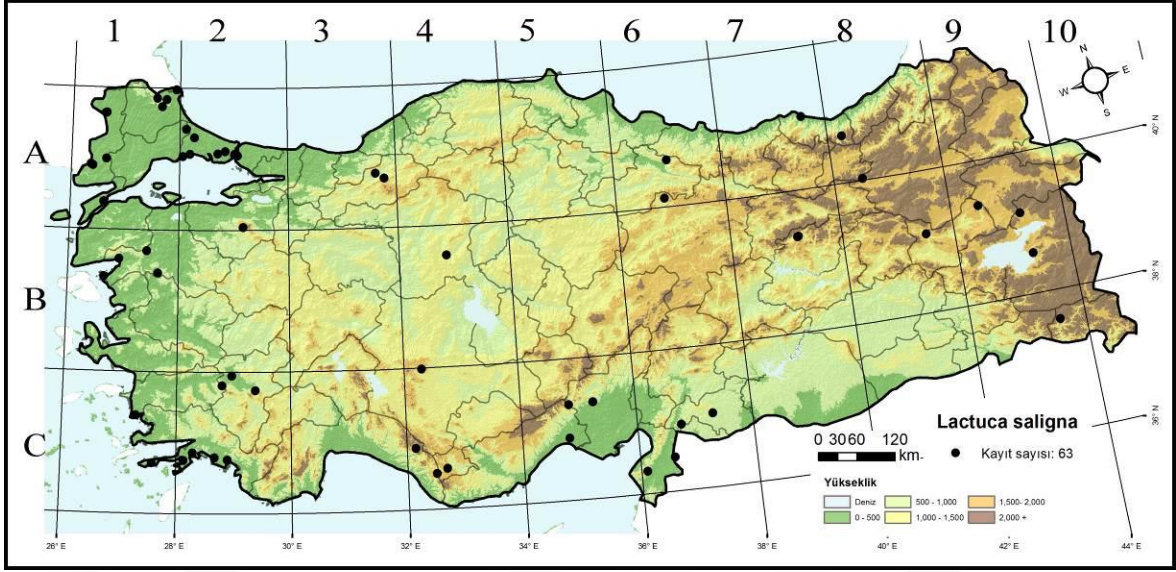 1 2 3 4 5 6 7 8 9 10
N
W E
S
A
B
C
40° N
38° N
36° N
Lactuca saligna
0 30 60 120
km
Kayıt sayısı: 63
Yükseklik
Deniz 500 - 1,000 1,500- 2,000
0 - 500 1,000 - 1,500 2,000 +
26° E 28° E 30° E 32° E 34° E 36° E 38° E 40° E 42° E 44° E